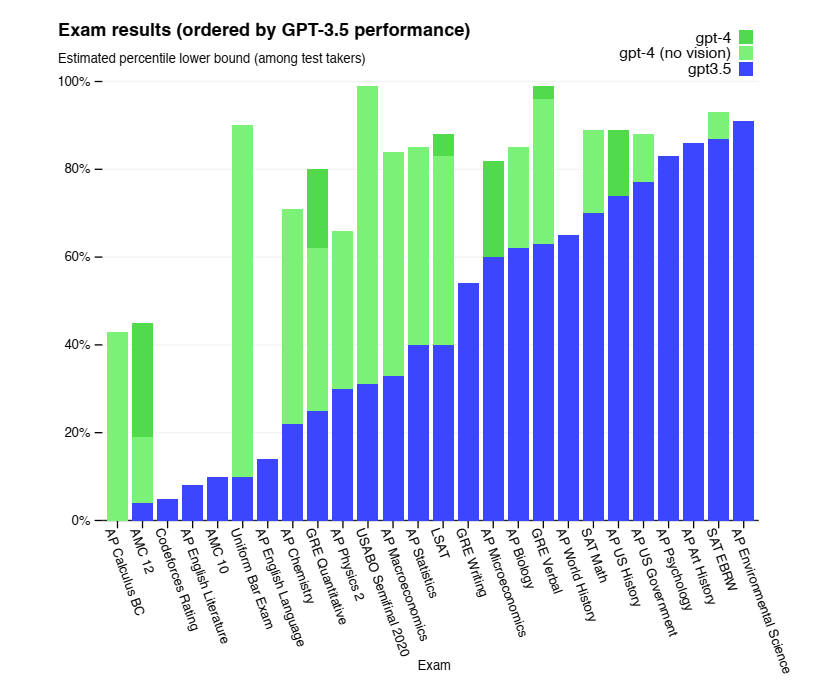 Exam results (ordered by GPT-3.5 performance)
Estimated percentile lower bound (among test takers)
gpt-4
gpt-4 (no vision)
gpt3.5
100%
80%
60%
40%
20%
0%
AP Calculus BC
AMC 12
Codeforces Rating
AP English Literature
AMC 10
Uniform Bar Exam
AP English Language
AP Chemistry
GRE Quantitative
AP Physics 2
USABO Semifinal 2020
AP Macroeconomics
AP Statistics
LSAT
GRE Writing
AP Microeconomics
AP Biology
GRE Verbal
AP World History
SAT Math
AP US History
AP US Government
AP Psychology
AP Art History
SAT EBRW
AP Environmental Science
Exam